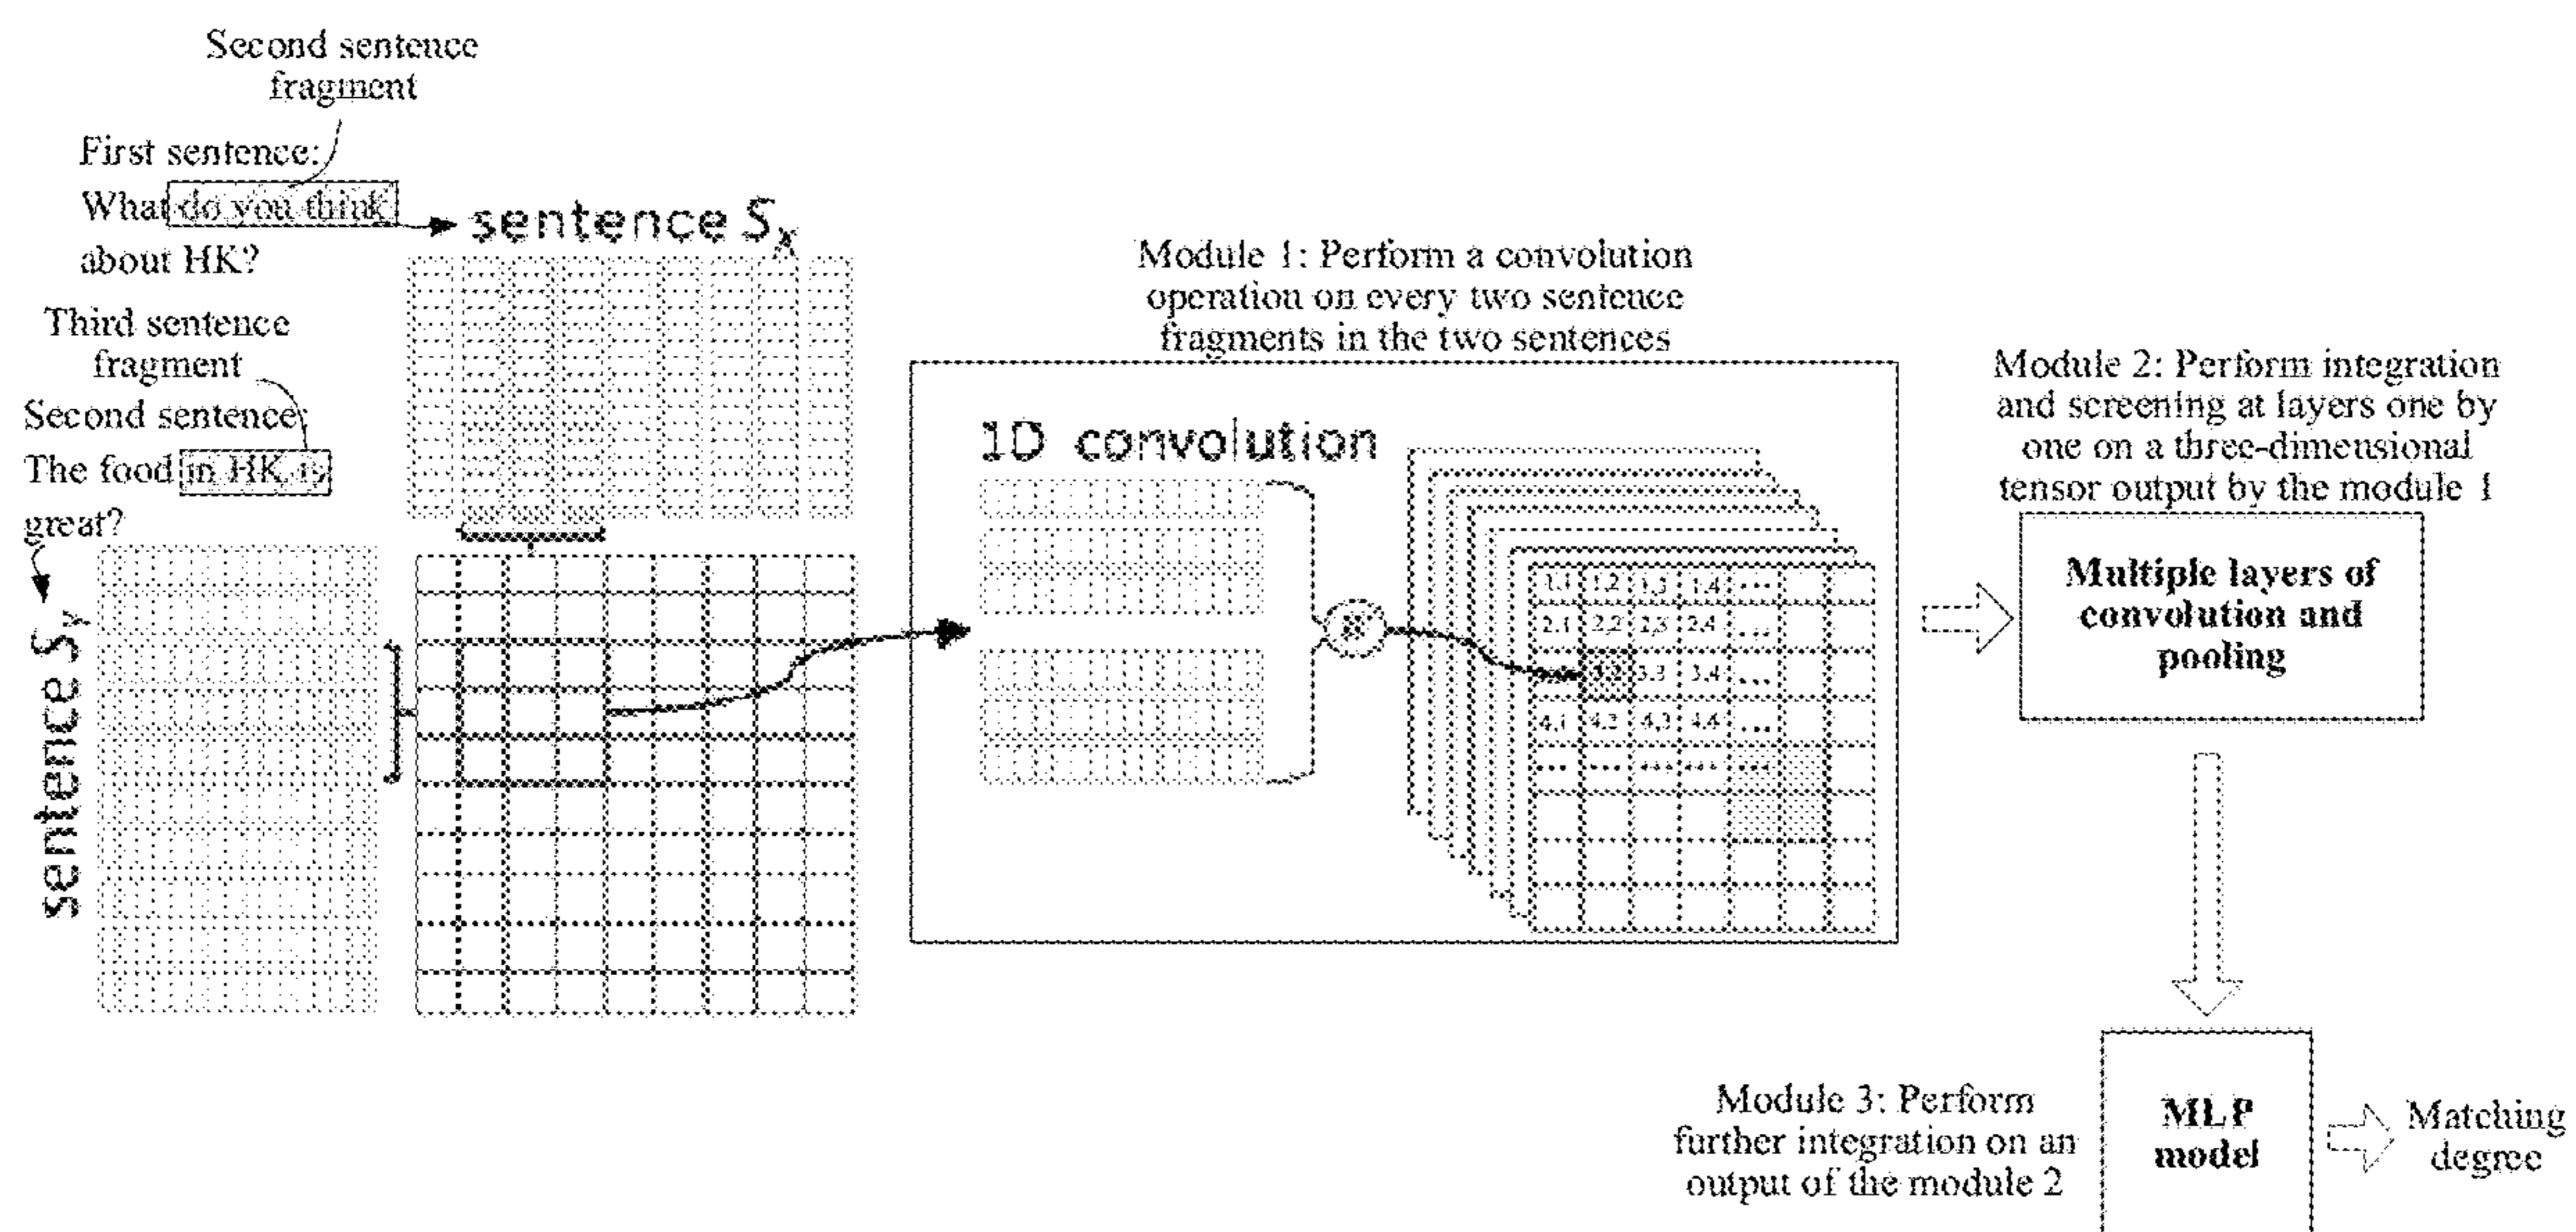 Second sentence
fragment
First sentence:
What do you think
about HK?
Third sentence
fragment
Second sentence:
The food in HK is
great?
sentence Sx
sentence Sy
Module 1: Perform a convolution
operation on every two sentence
fragments in the two sentences
1D convolution
1,1 1,2 1,3 1,4 ...
2,1 2,2 2,3 2,4 ...
3,2 3,3 3,4 ...
4,1 4,2 4,3 4,4 ...
... ... ... ... ...
Module 2: Perform integration
and screening at layers one by
one on a three-dimensional
tensor output by the module 1
Multiple layers of
convolution and
pooling
Module 3: Perform
further integration on an
output of the module 2
MLP
model
Matching
degree